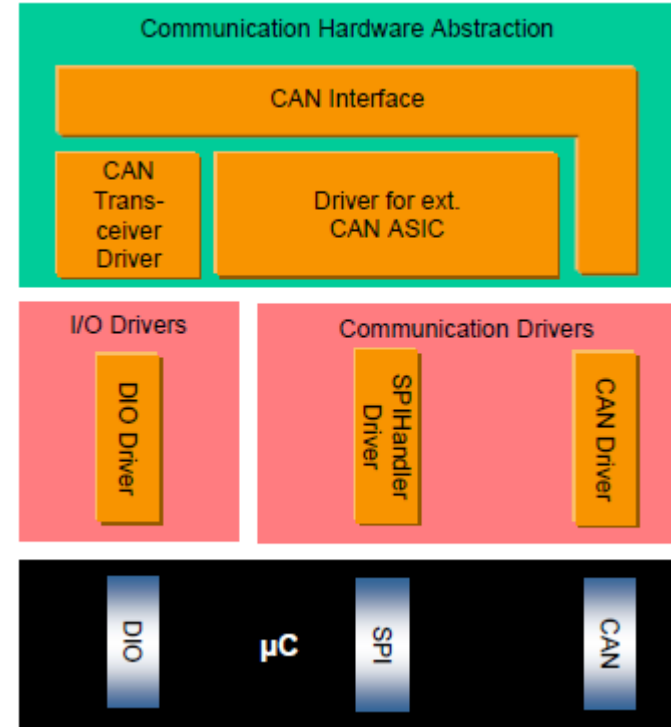 Communication Hardware Abstraction
CAN Interface
CAN
Trans-
ceiver
Driver
Driver for ext.
CAN ASIC
I/O Drivers
DIO Driver
Communication Drivers
SPIHandler
Driver
CAN Driver
DIO
µC
SPI
CAN